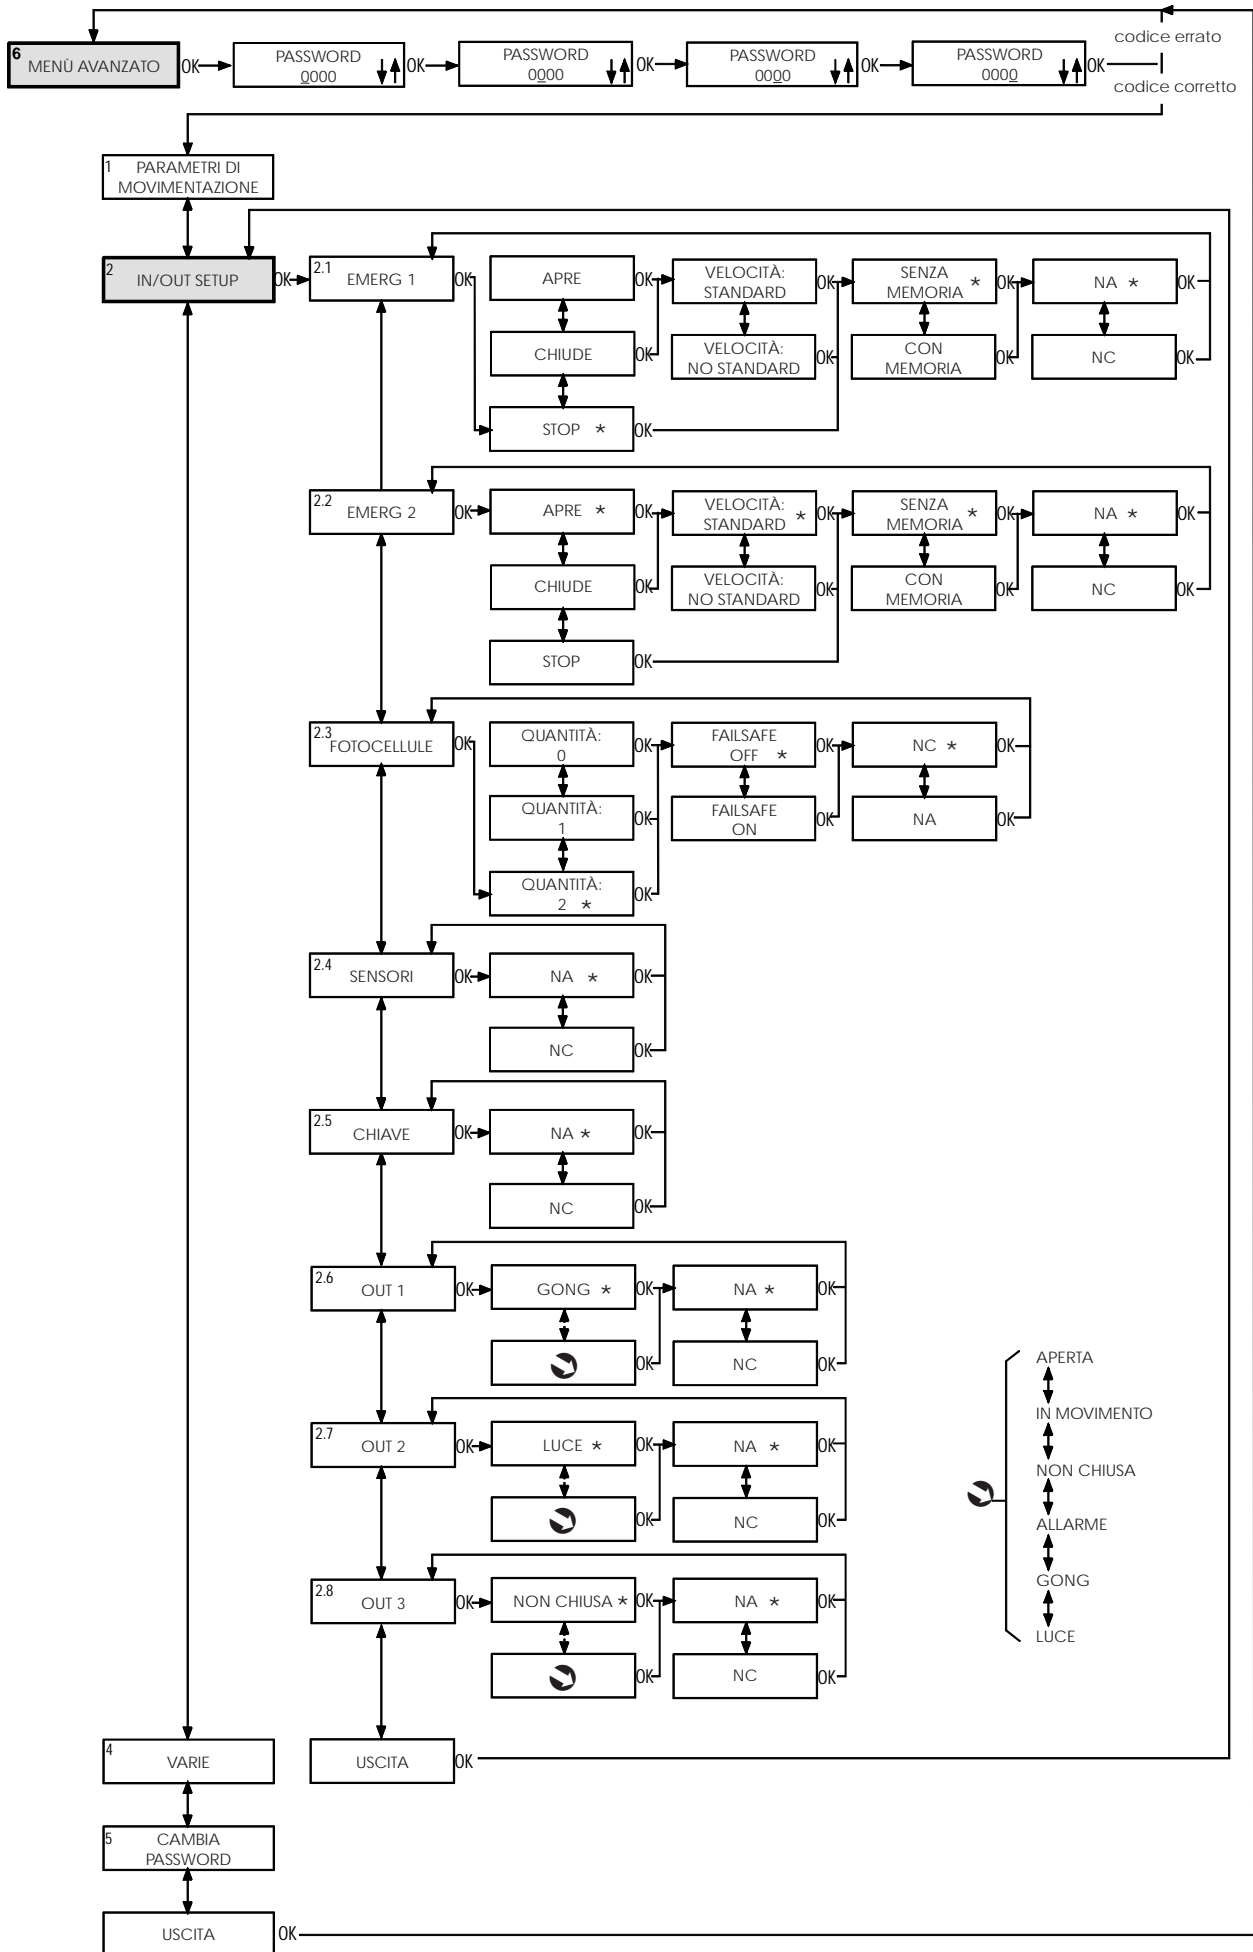 codice errato
6
MENÙ AVANZATO OK PASSWORD
0000 OK PASSWORD
0000 OK PASSWORD
0000 OK PASSWORD
0000 OK
codice corretto
1
PARAMETRI DI
MOVIMENTAZIONE
2
IN/OUT SETUP OK
2.1
EMERG 1 OK
APRE OK
VELOCITÀ:
STANDARD OK
SENZA
MEMORIA * OK
NA * OK
CHIUDE OK
VELOCITÀ:
NO STANDARD OK
CON
MEMORIA OK
NC OK
STOP * OK
2.2
EMERG 2 OK
APRE * OK
VELOCITÀ:
STANDARD * OK
SENZA
MEMORIA * OK
NA * OK
CHIUDE OK
VELOCITÀ:
NO STANDARD OK
CON
MEMORIA OK
NC OK
STOP OK
2.3
FOTOCELLULE OK
QUANTITÀ:
0 OK
FAILSAFE
OFF * OK
NC * OK
QUANTITÀ:
1 OK
FAILSAFE
ON OK
NA OK
QUANTITÀ:
2 * OK
2.4
SENSORI OK
NA * OK
NC OK
2.5
CHIAVE OK
NA * OK
NC OK
2.6
OUT 1 OK
GONG * OK
NA * OK
OK
NC OK
2.7
OUT 2 OK
LUCE * OK
NA * OK
OK
NC OK
2.8
OUT 3 OK
NON CHIUSA * OK
NA * OK
OK
NC OK
APERTA
IN MOVIMENTO
NON CHIUSA
ALLARME
GONG
LUCE
4
VARIE
USCITA OK
5
CAMBIA
PASSWORD
USCITA OK